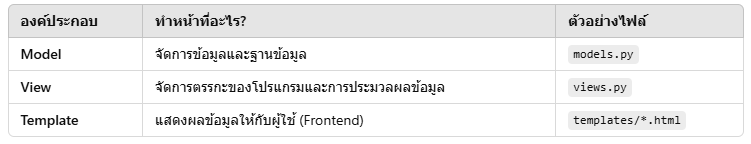 องค์ประกอบ ทำหน้าที่อะไร? ตัวอย่างไฟล์
Model จัดการข้อมูลและฐานข้อมูล models.py
View จัดการตรรกะของโปรแกรมและการประมวลผลข้อมูล views.py
Template แสดงผลข้อมูลให้กับผู้ใช้ (Frontend) templates/*.html